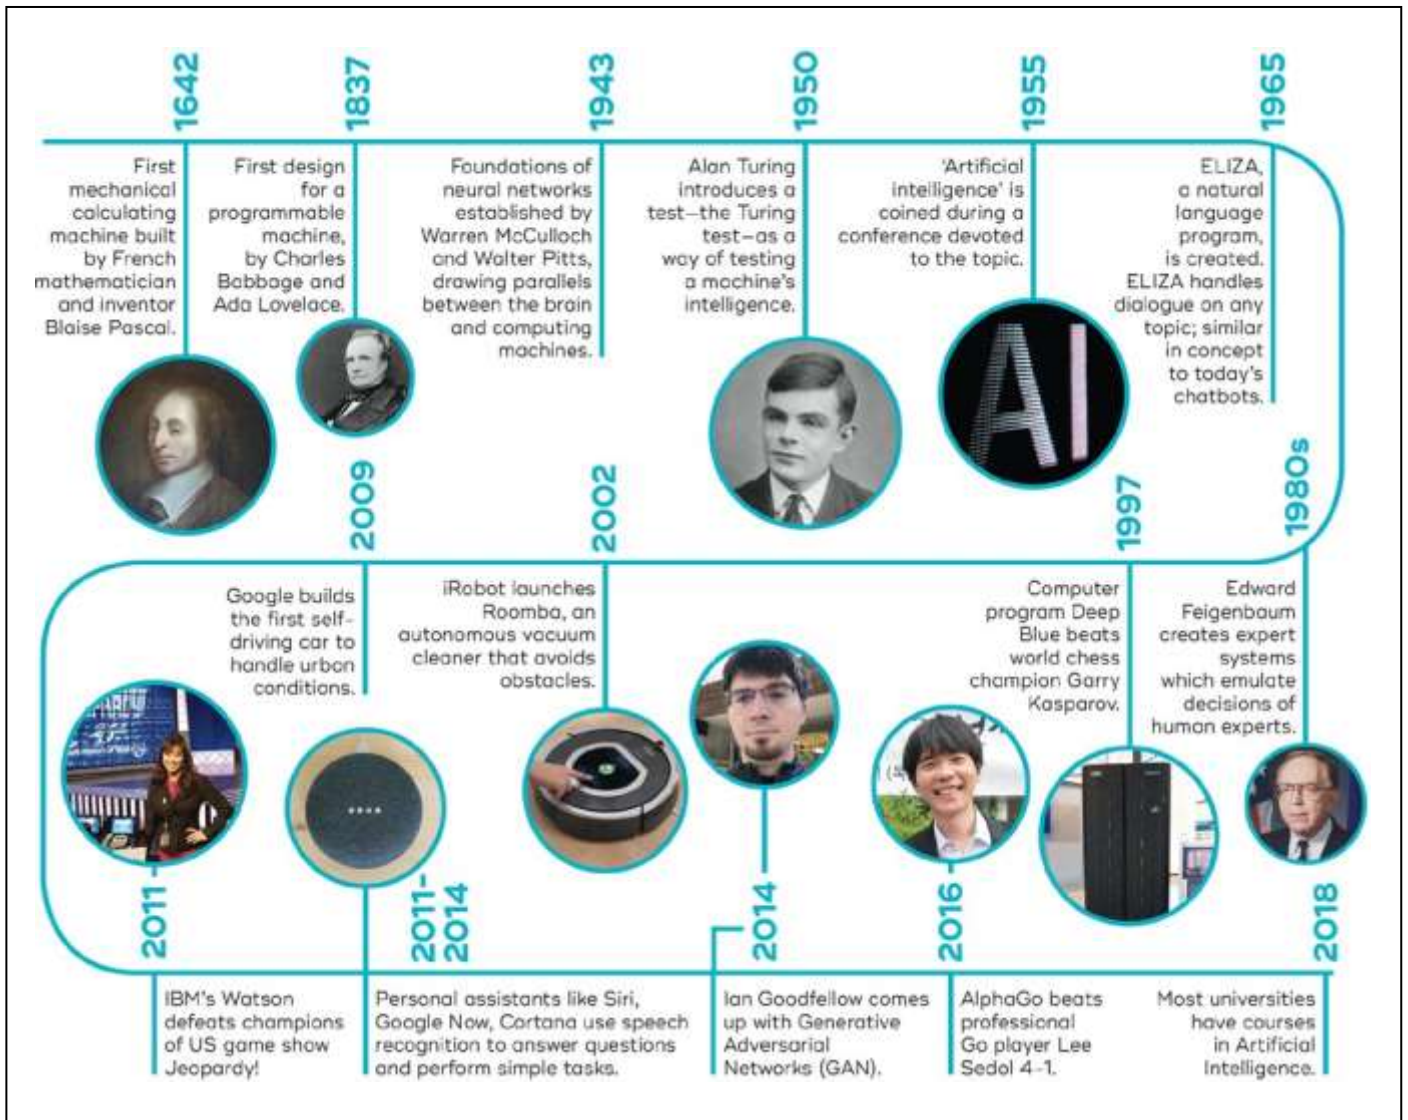 1642
First
mechanical
calculating
machine built
by French
mathematician
and inventor
Blaise Pascal.
1837
First design
for a
programmable
machine,
by Charles
Babbage and
Ada Lovelace.
1943
Foundations of
neural networks
established by
Warren McCulloch
and Walter Pitts,
drawing parallels
between the brain
and computing
machines.
1950
Alan Turing
introduces a
test—the Turing
test—as a
way of testing
a machine's
intelligence.
1955
'Artificial
intelligence' is
coined during a
conference devoted
to the topic.
AI
1965
ELIZA,
a natural
language
program,
is created.
ELIZA handles
dialogue on any
topic; similar
in concept
to today's
chatbots.
1980s
Edward
Feigenbaum
creates expert
systems
which emulate
decisions of
human experts.
1997
Computer
program Deep
Blue beats
world chess
champion Garry
Kasparov.
2002
iRobot launches
Roomba, an
autonomous vacuum
cleaner that avoids
obstacles.
2009
Google builds
the first self-
driving car to
handle urban
conditions.
2011
IBM's Watson
defeats champions
of US game show
Jeopardy!
2011-
2014
Personal assistants like Siri,
Google Now, Cortana use speech
recognition to answer questions
and perform simple tasks.
2014
Ian Goodfellow comes
up with Generative
Adversarial
Networks (GAN).
2016
AlphaGo beats
professional
Go player Lee
Sedol 4-1.
2018
Most universities
have courses
in Artificial
Intelligence.